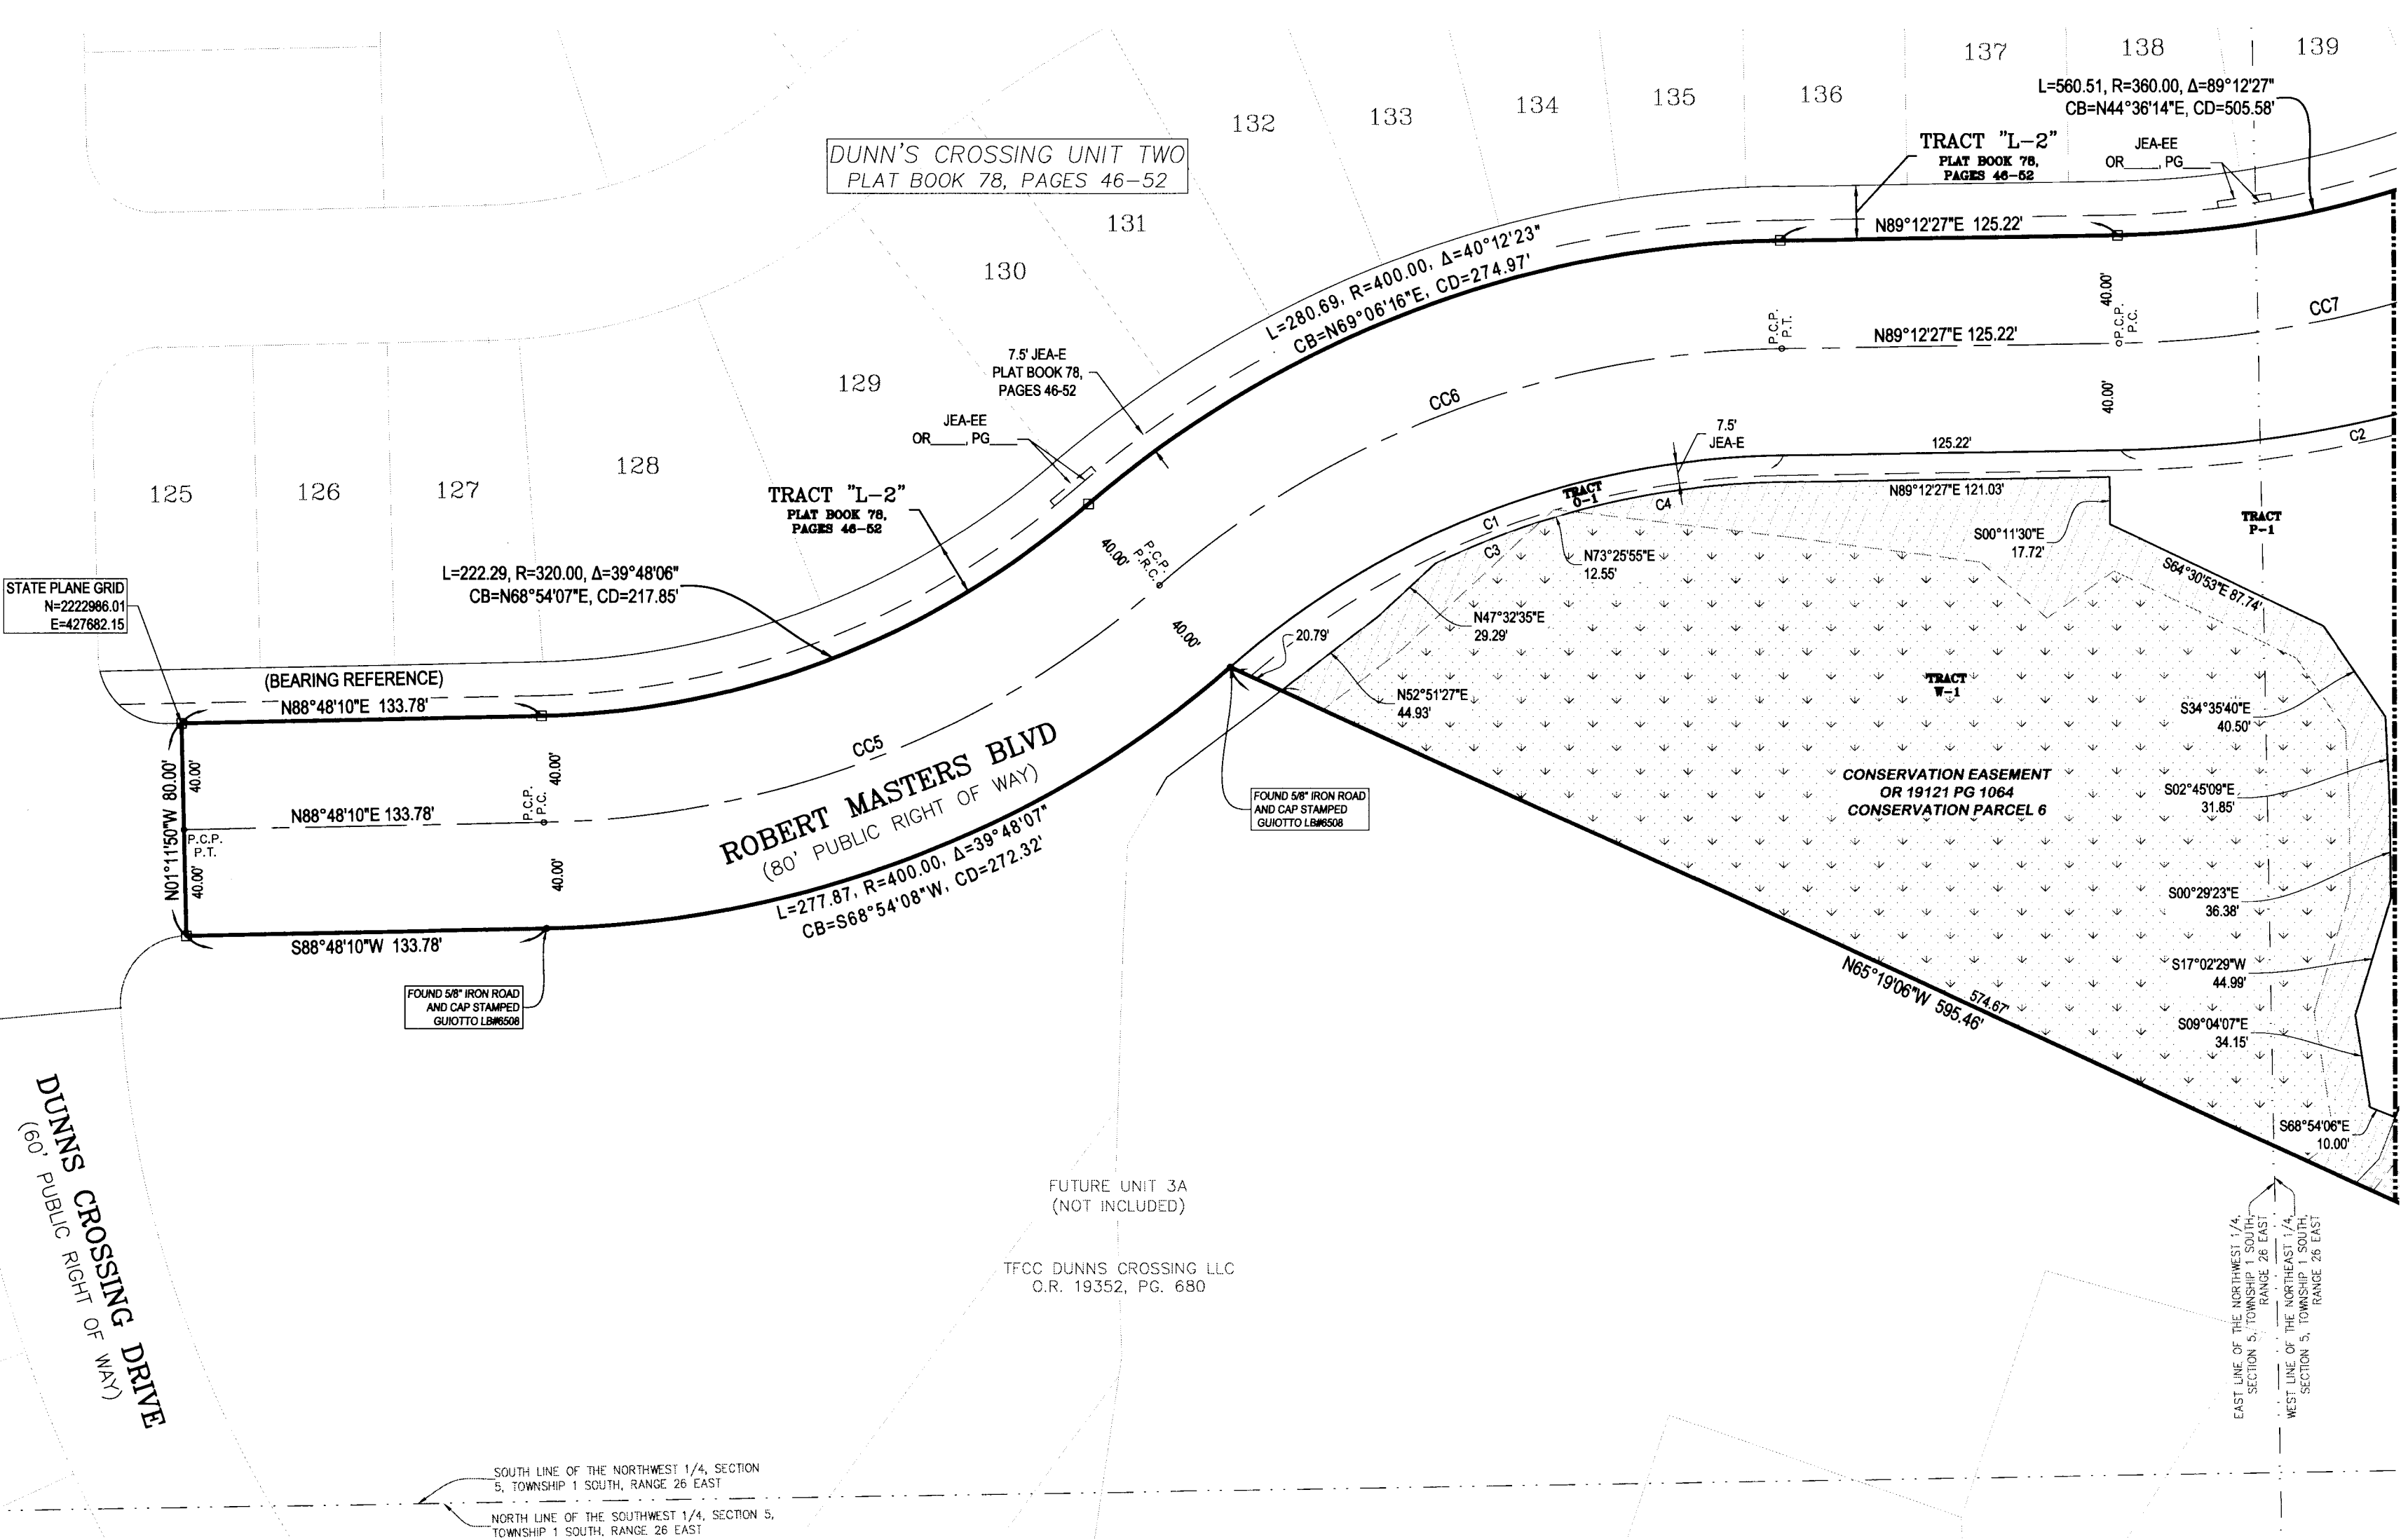 137
138
139
L=560.51, R=360.00, Δ=89°12'27"
CB=N44°36'14"E, CD=505.58'
132
133
134
135
136
TRACT "L-2"
PLAT BOOK 78,
PAGES 46-52
JEA-EE
OR____, PG____
DUNN'S CROSSING UNIT TWO
PLAT BOOK 78, PAGES 46-52
131
130
129
128
127
126
125
L=280.69, R=400.00, Δ=40°12'23"
CB=N69°06'16"E, CD=274.97'
N89°12'27"E 125.22'
40.00'
P.C.P.
P.T.
N89°12'27"E 125.22'
P.C.P.
P.C.
40.00'
CC7
CC6
7.5' JEA-E
PLAT BOOK 78,
PAGES 46-52
JEA-EE
OR____, PG____
TRACT "L-2"
PLAT BOOK 78,
PAGES 46-52
L=222.29, R=320.00, Δ=39°48'06"
CB=N68°54'07"E, CD=217.85'
STATE PLANE GRID
N=2222986.01
E=427682.15
(BEARING REFERENCE)
N88°48'10"E 133.78'
N01°11'50"W 80.00'
40.00'
40.00'
P.C.P.
P.T.
N88°48'10"E 133.78'
40.00'
P.C.P.
P.C.
40.00'
CC5
S88°48'10"W 133.78'
FOUND 5/8" IRON ROAD
AND CAP STAMPED
GUIOTTO LB#6508
ROBERT MASTERS BLVD
(80' PUBLIC RIGHT OF WAY)
L=277.87, R=400.00, Δ=39°48'07"
CB=S68°54'08"W, CD=272.32'
40.00'
P.C.P.
P.R.C.
40.00'
20.79'
FOUND 5/8" IRON ROAD
AND CAP STAMPED
GUIOTTO LB#6508
7.5'
JEA-E
125.22'
C2
TRACT
O-1
C1
C3
C4
N89°12'27"E 121.03'
N73°25'55"E
12.55'
N47°32'35"E
29.29'
N52°51'27"E
44.93'
S00°11'30"E
17.72'
TRACT
P-1
S64°30'53"E 87.74'
TRACT
W-1
S34°35'40"E
40.50'
CONSERVATION EASEMENT
OR 19121 PG 1064
CONSERVATION PARCEL 6
S02°45'09"E
31.85'
S00°29'23"E
36.38'
S17°02'29"W
44.99'
S09°04'07"E
34.15'
S68°54'06"E
10.00'
574.67'
N65°19'06"W 595.46'
DUNNS CROSSING DRIVE
(60' PUBLIC RIGHT OF WAY)
FUTURE UNIT 3A
(NOT INCLUDED)
TFCC DUNNS CROSSING LLC
O.R. 19352, PG. 680
EAST LINE OF THE NORTHWEST 1/4,
SECTION 5, TOWNSHIP 1 SOUTH,
RANGE 26 EAST
WEST LINE OF THE NORTHEAST 1/4,
SECTION 5, TOWNSHIP 1 SOUTH,
RANGE 26 EAST
SOUTH LINE OF THE NORTHWEST 1/4, SECTION
5, TOWNSHIP 1 SOUTH, RANGE 26 EAST
NORTH LINE OF THE SOUTHWEST 1/4, SECTION 5,
TOWNSHIP 1 SOUTH, RANGE 26 EAST